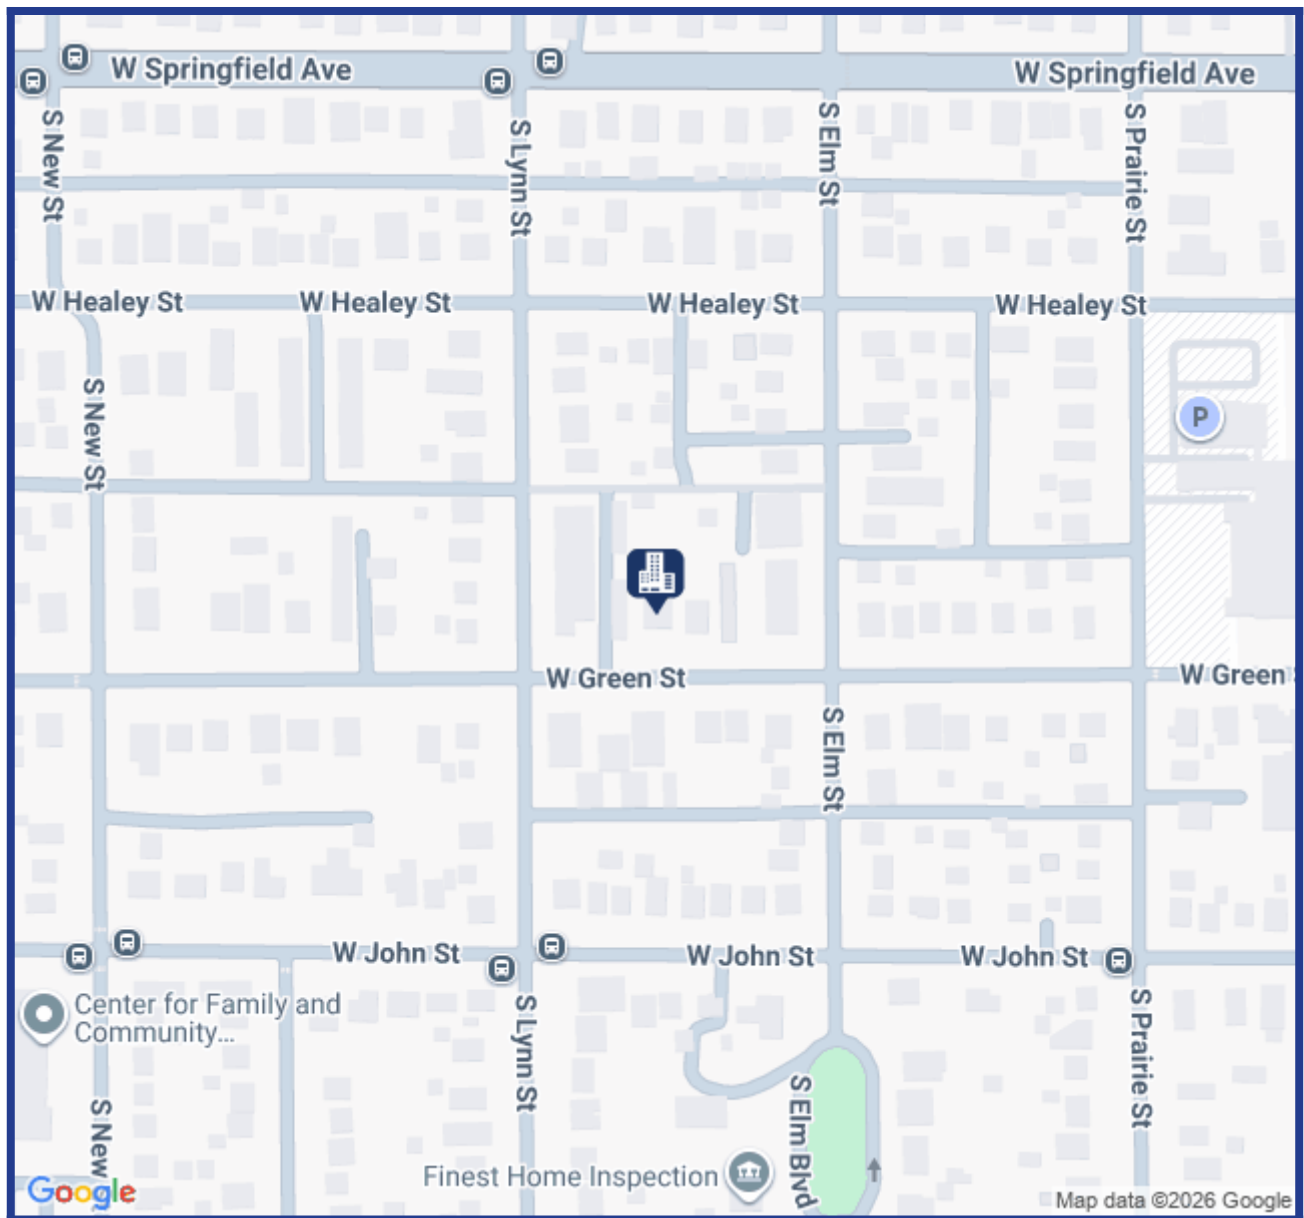 W Springfield Ave
W Springfield Ave
S New St
S Lynn St
S Elm St
S Prairie St
W Healey St
W Healey St
W Healey St
W Healey St
S New St
P
W Green St
W Green
S Elm St
W John St
W John St
W John St
Center for Family and
Community...
S Lynn St
S Prairie St
S New
S Elm Blvd
Finest Home Inspection
Google
Map data ©2026 Google